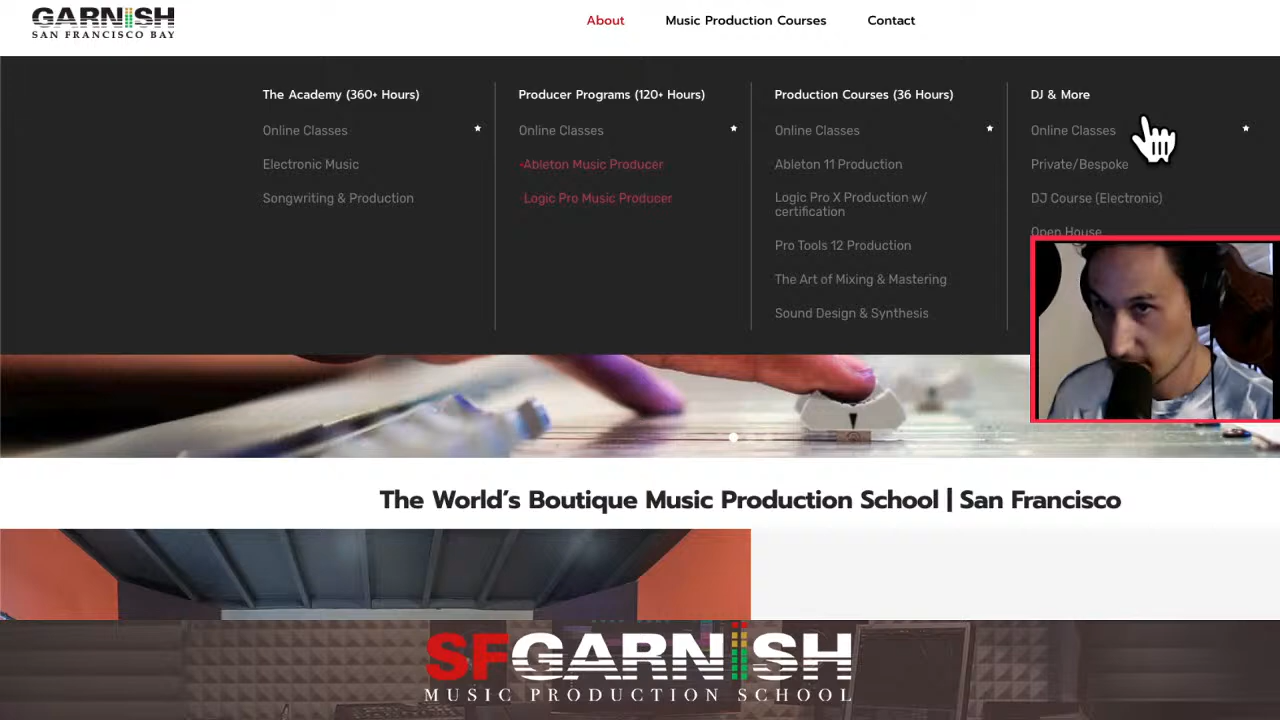 GARNISH
SAN FRANCISCO BAY
About
Music Production Courses
Contact
The Academy (360+ Hours)
Online Classes
Electronic Music
Songwriting & Production
Producer Programs (120+ Hours)
Online Classes
-Ableton Music Producer
Logic Pro Music Producer
Production Courses (36 Hours)
Online Classes
Ableton 11 Production
Logic Pro X Production w/
certification
Pro Tools 12 Production
The Art of Mixing & Mastering
Sound Design & Synthesis
DJ & More
Online Classes
Private/Bespoke
DJ Course (Electronic)
Open House
The World’s Boutique Music Production School | San Francisco
SFGARNISH
MUSIC PRODUCTION SCHOOL